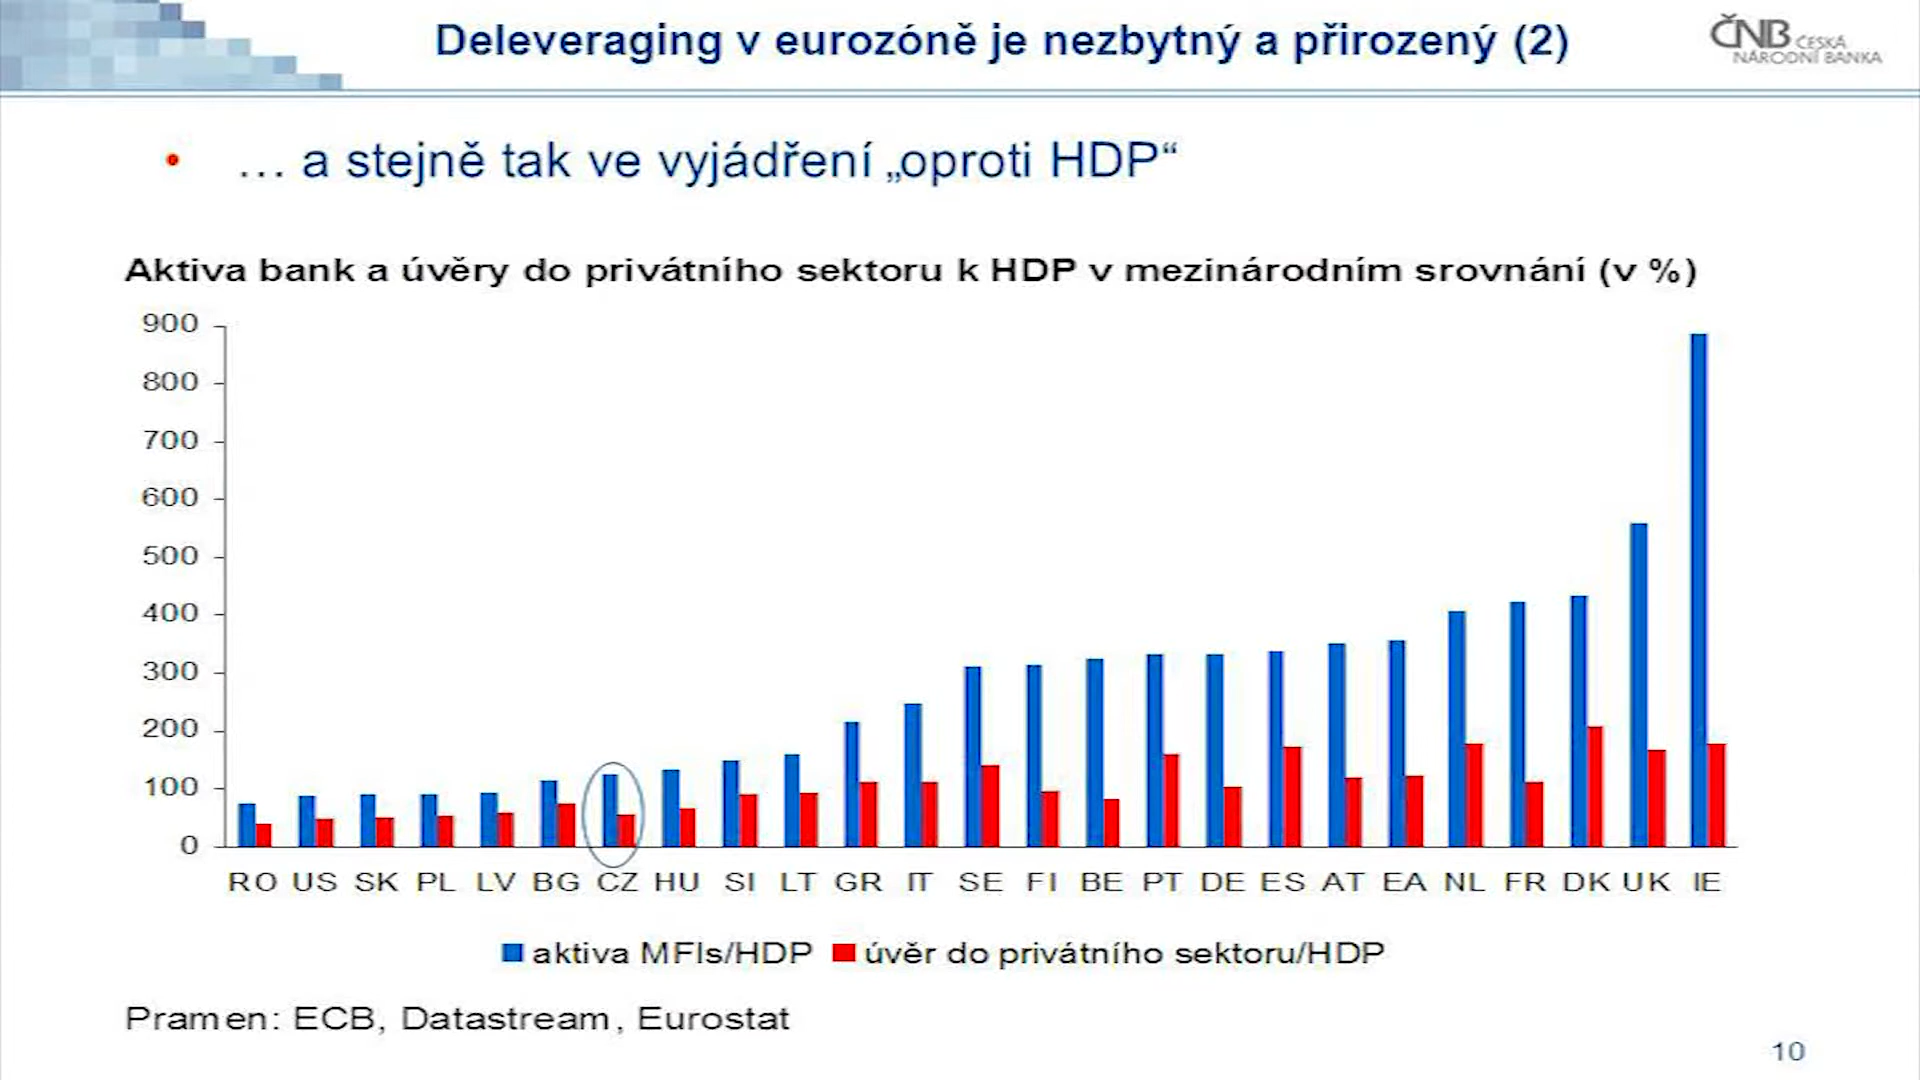 Deleveraging v eurozóně je nezbytný a přirozený (2)
ČNB ČESKÁ
NÁRODNÍ BANKA
• … a stejně tak ve vyjádření „oproti HDP“
Aktiva bank a úvěry do privátního sektoru k HDP v mezinárodním srovnání (v %)
900
800
700
600
500
400
300
200
100
0
RO US SK PL LV BG CZ HU SI LT GR IT SE FI BE PT DE ES AT EA NL FR DK UK IE
aktiva MFIs/HDP úvěr do privátního sektoru/HDP
Pramen: ECB, Datastream, Eurostat
10